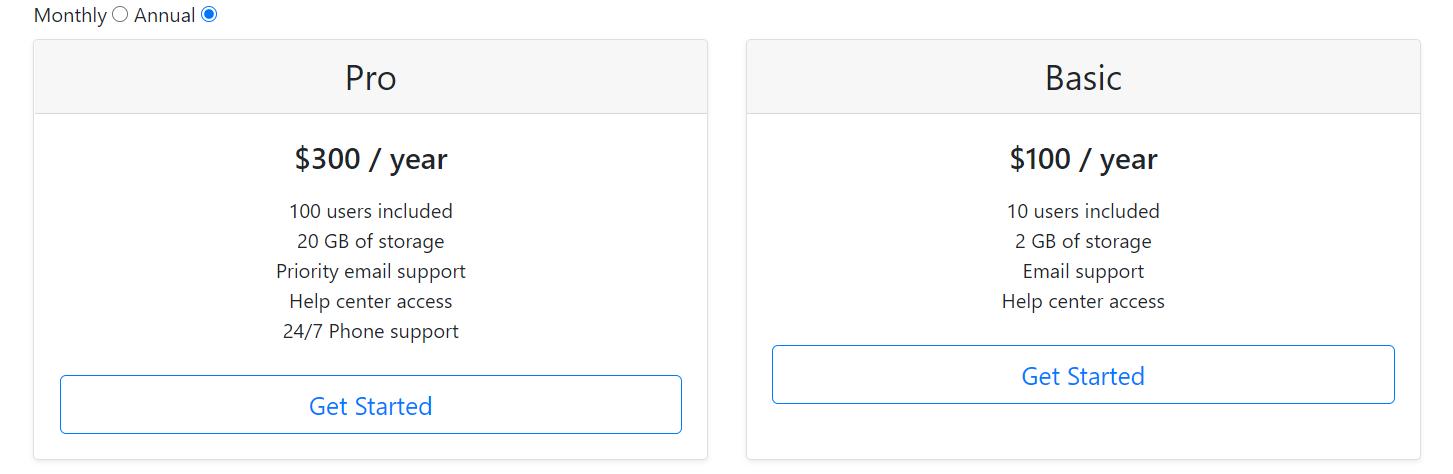 Monthly Annual
Pro
$300 / year
100 users included
20 GB of storage
Priority email support
Help center access
24/7 Phone support
Get Started
Basic
$100 / year
10 users included
2 GB of storage
Email support
Help center access
Get Started